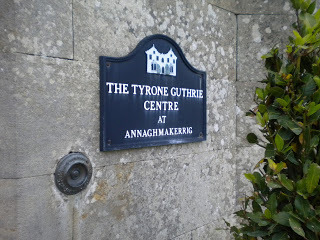 THE TYRONE GUTHRIE
CENTRE
AT
ANNAGHMAKERRIG